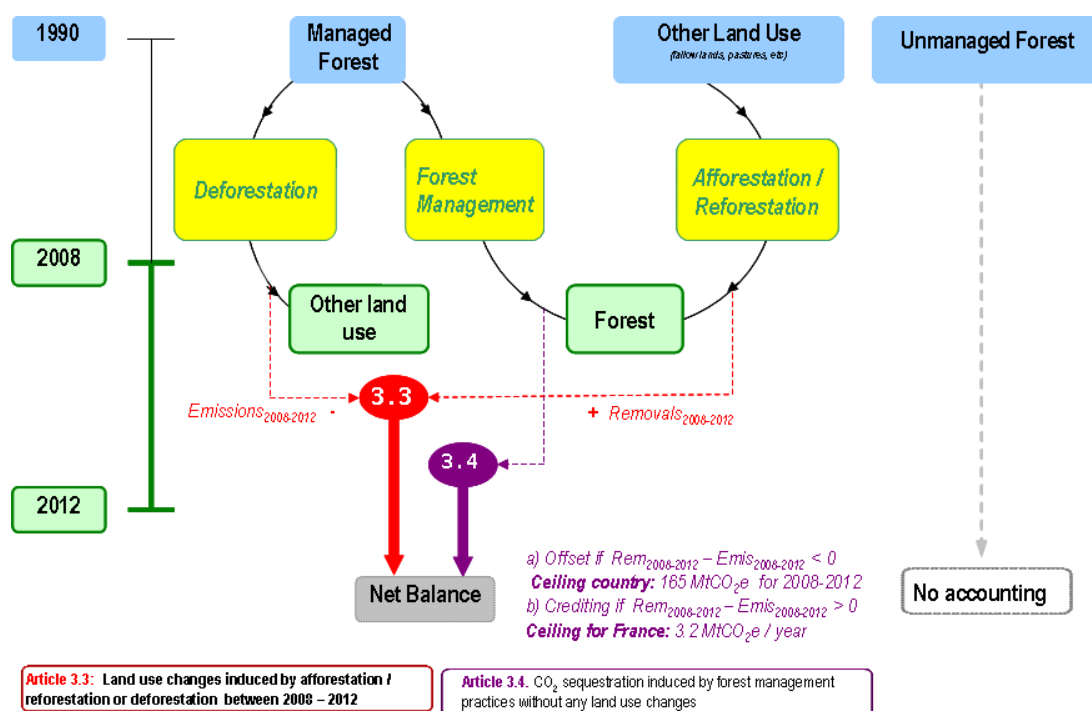 1990
Managed
Forest
Other Land Use
(fallow lands, pastures, etc)
Unmanaged Forest
Deforestation
Forest
Management
Afforestation /
Reforestation
2008
Other land
use
Forest
3.3
Emissions2008-2012 -
+ Removals2008-2012
3.4
2012
a) Offset if Rem2008-2012 – Emis2008-2012 < 0
Ceiling country: 165 MtCO2e for 2008-2012
b) Crediting if Rem2008-2012 – Emis2008-2012 > 0
Ceiling for France: 3.2 MtCO2e / year
Net Balance
No accounting
Article 3.3: Land use changes induced by afforestation /
reforestation or deforestation between 2008 – 2012
Article 3.4. CO2 sequestration induced by forest management
practices without any land use changes